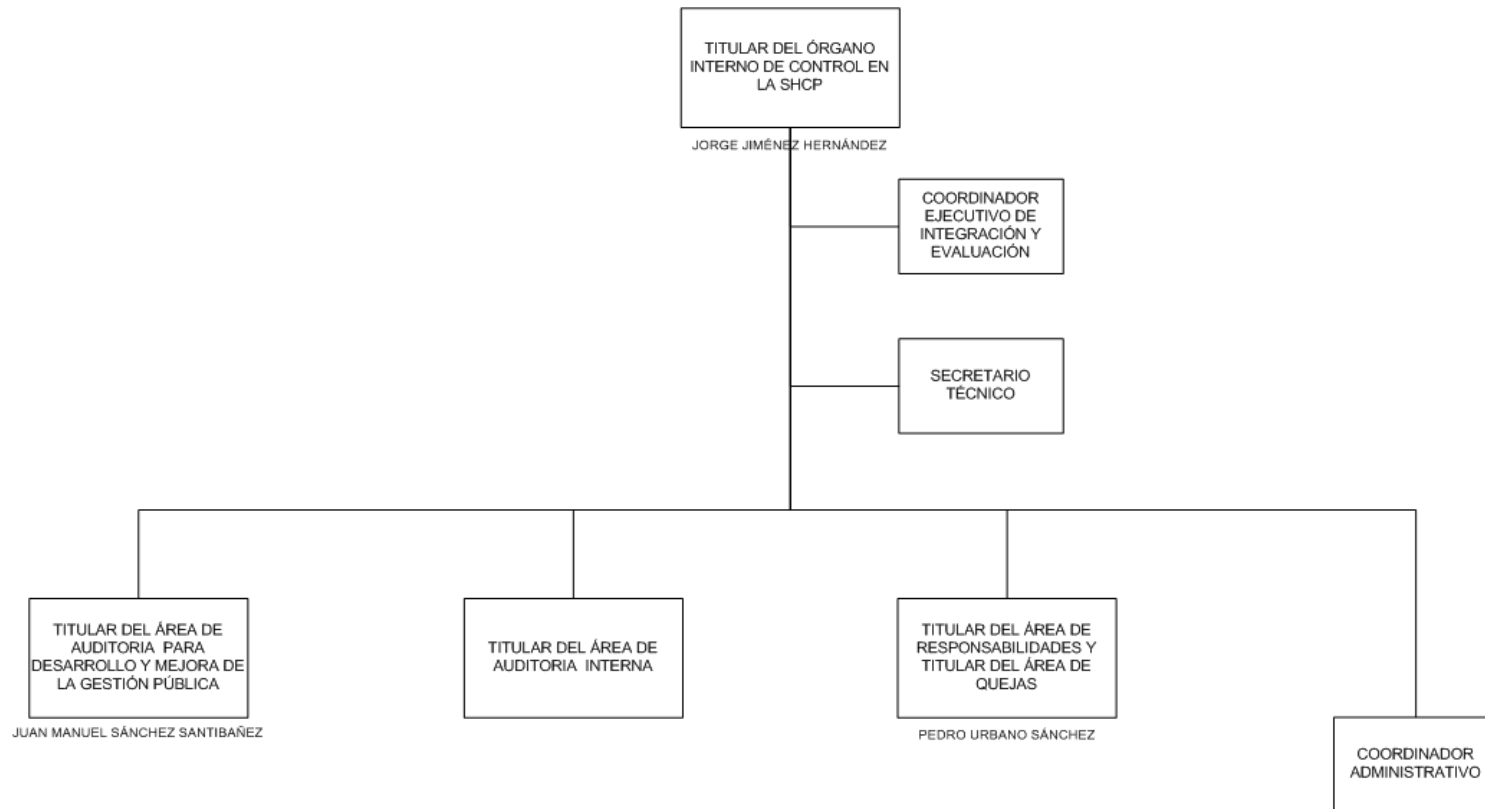 TITULAR DEL ÓRGANO
INTERNO DE CONTROL EN
LA SHCP
JORGE JIMÉNEZ HERNÁNDEZ
COORDINADOR
EJECUTIVO DE
INTEGRACIÓN Y
EVALUACIÓN
SECRETARIO
TÉCNICO
TITULAR DEL ÁREA DE
AUDITORIA PARA
DESARROLLO Y MEJORA DE
LA GESTIÓN PÚBLICA
JUAN MANUEL SÁNCHEZ SANTIBAÑEZ
TITULAR DEL ÁREA DE
AUDITORIA INTERNA
TITULAR DEL ÁREA DE
RESPONSABILIDADES Y
TITULAR DEL ÁREA DE
QUEJAS
PEDRO URBANO SÁNCHEZ
COORDINADOR
ADMINISTRATIVO